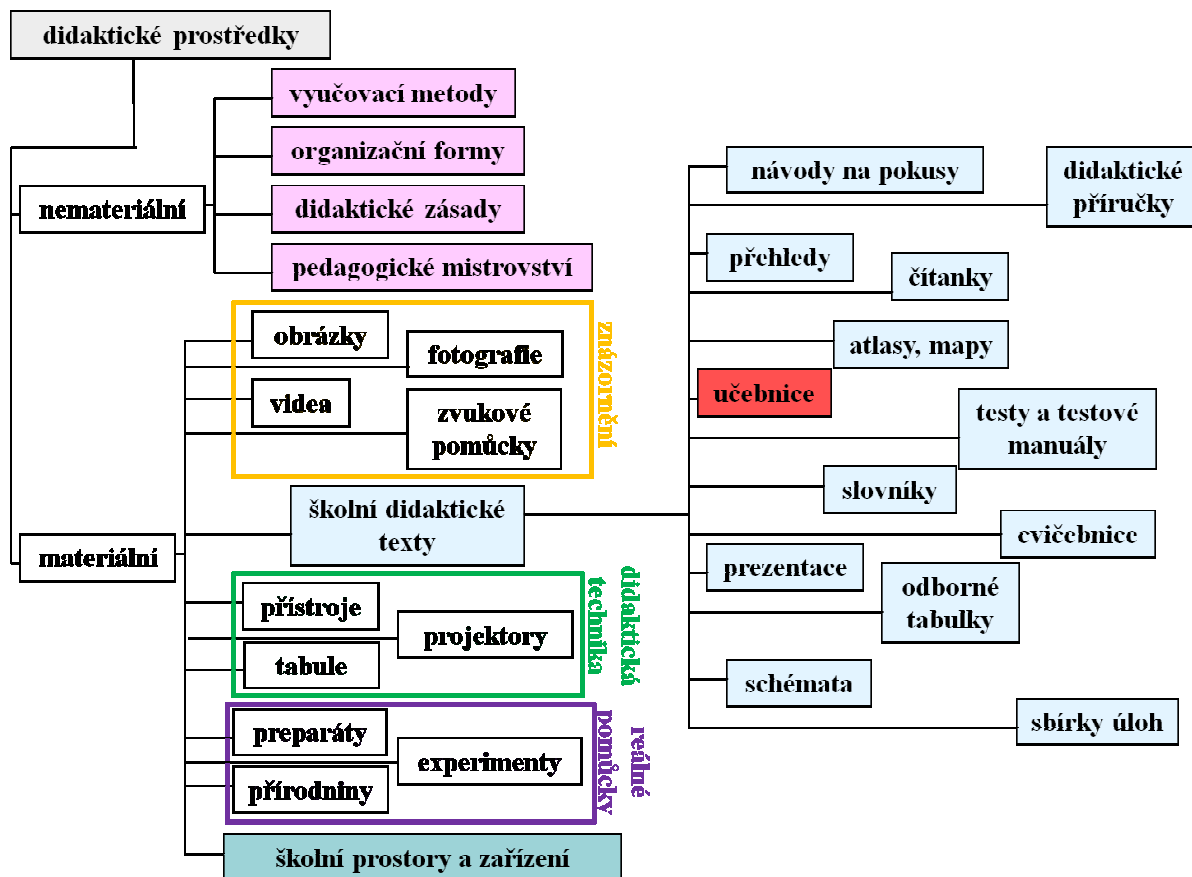 didaktické prostředky
vyučovací metody
organizační formy
nemateriální
didaktické zásady
pedagogické mistrovství
obrázky
fotografie
videa
zvukové
pomůcky
znázornění
školní didaktické
texty
materiální
přístroje
projektory
tabule
didaktická
technika
preparáty
experimenty
přírodniny
reálné
pomůcky
školní prostory a zařízení
návody na pokusy
didaktické
příručky
přehledy
čítanky
atlasy, mapy
učebnice
testy a testové
manuály
slovníky
cvičebnice
prezentace
odborné
tabulky
schémata
sbírky úloh